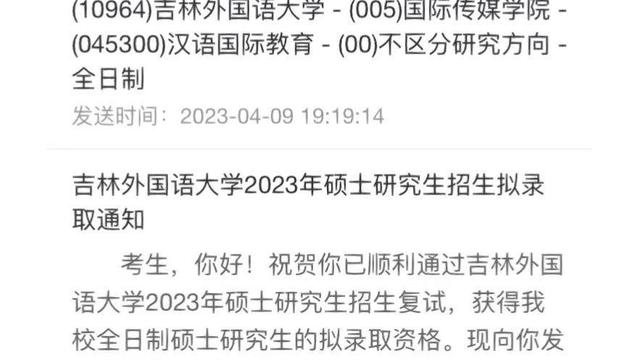 (10964)吉林外国语大学 - (005)国际传媒学院 -
(045300)汉语国际教育 - (00)不区分研究方向 -
全日制
发送时间：2023-04-09 19:19:14
吉林外国语大学2023年硕士研究生招生拟录
取通知
考生，你好！祝贺你已顺利通过吉林外国
语大学2023年硕士研究生招生复试，获得我
校全日制硕士研究生的拟录取资格。现向你发